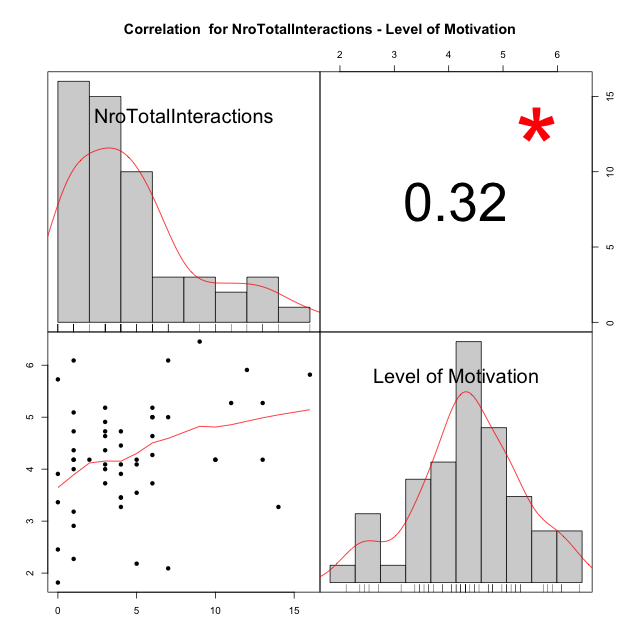 Correlation  for NroTotalInteractions - Level of Motivation
2 3 4 5 6
NroTotalInteractions
*
0.32
15
10
5
0
Level of Motivation
6
5
4
3
2
0 5 10 15